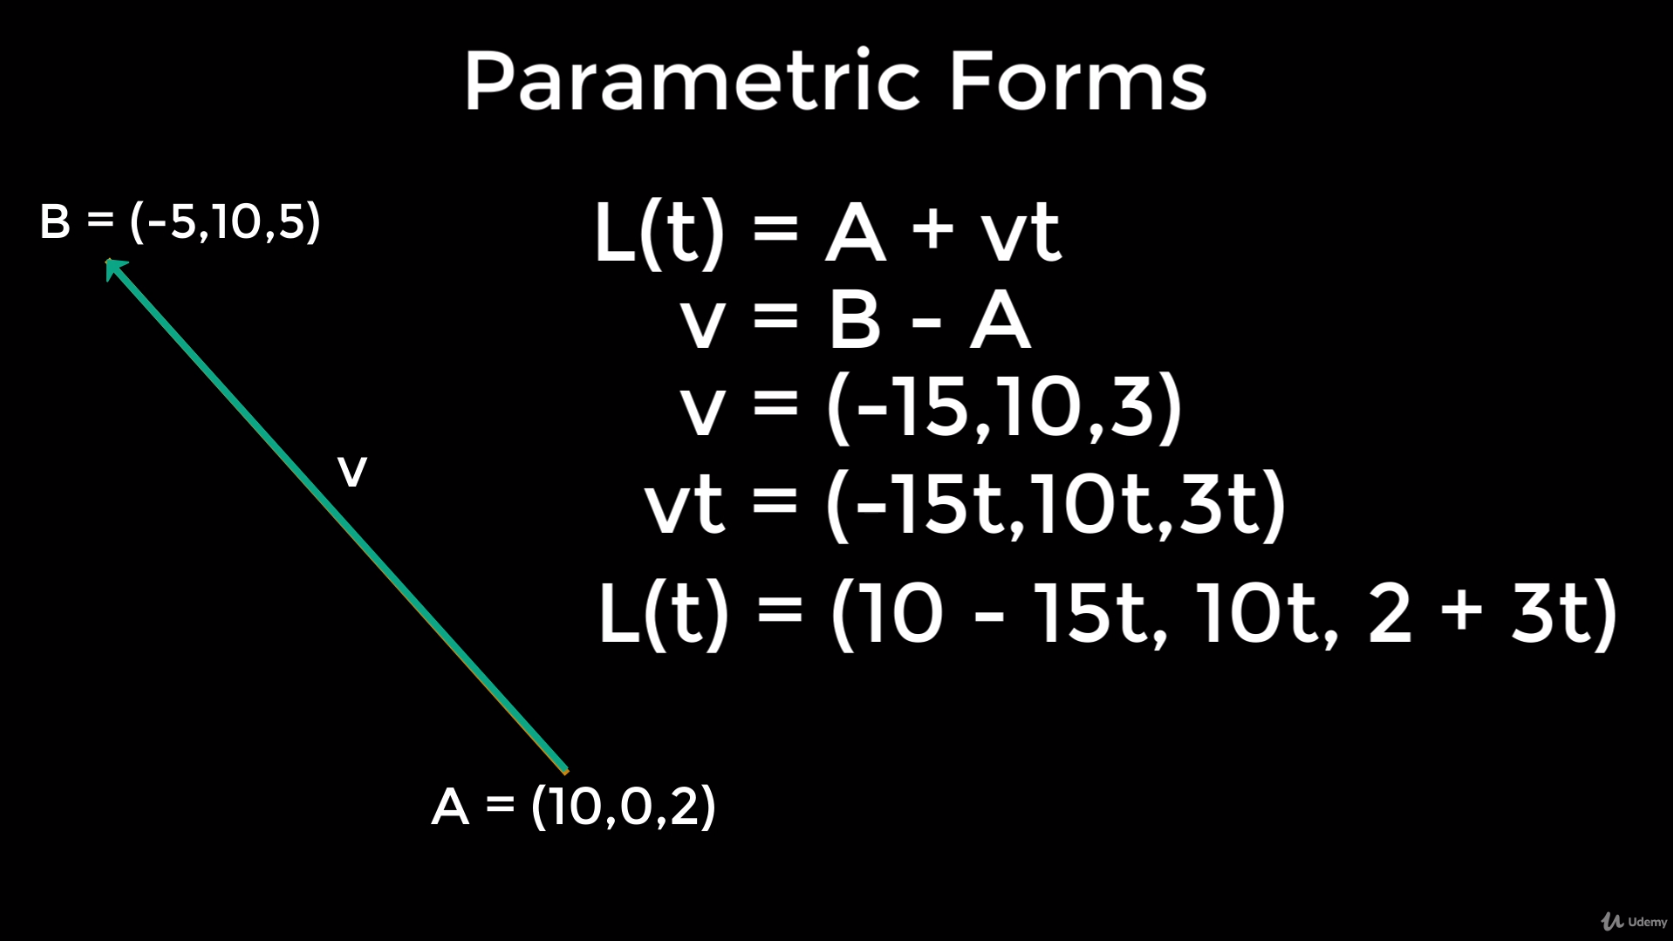 Parametric Forms
B = (-5,10,5)
L(t) = A + vt
v = B - A
v = (-15,10,3)
v
vt = (-15t,10t,3t)
L(t) = (10 - 15t, 10t, 2 + 3t)
A = (10,0,2)
Udemy